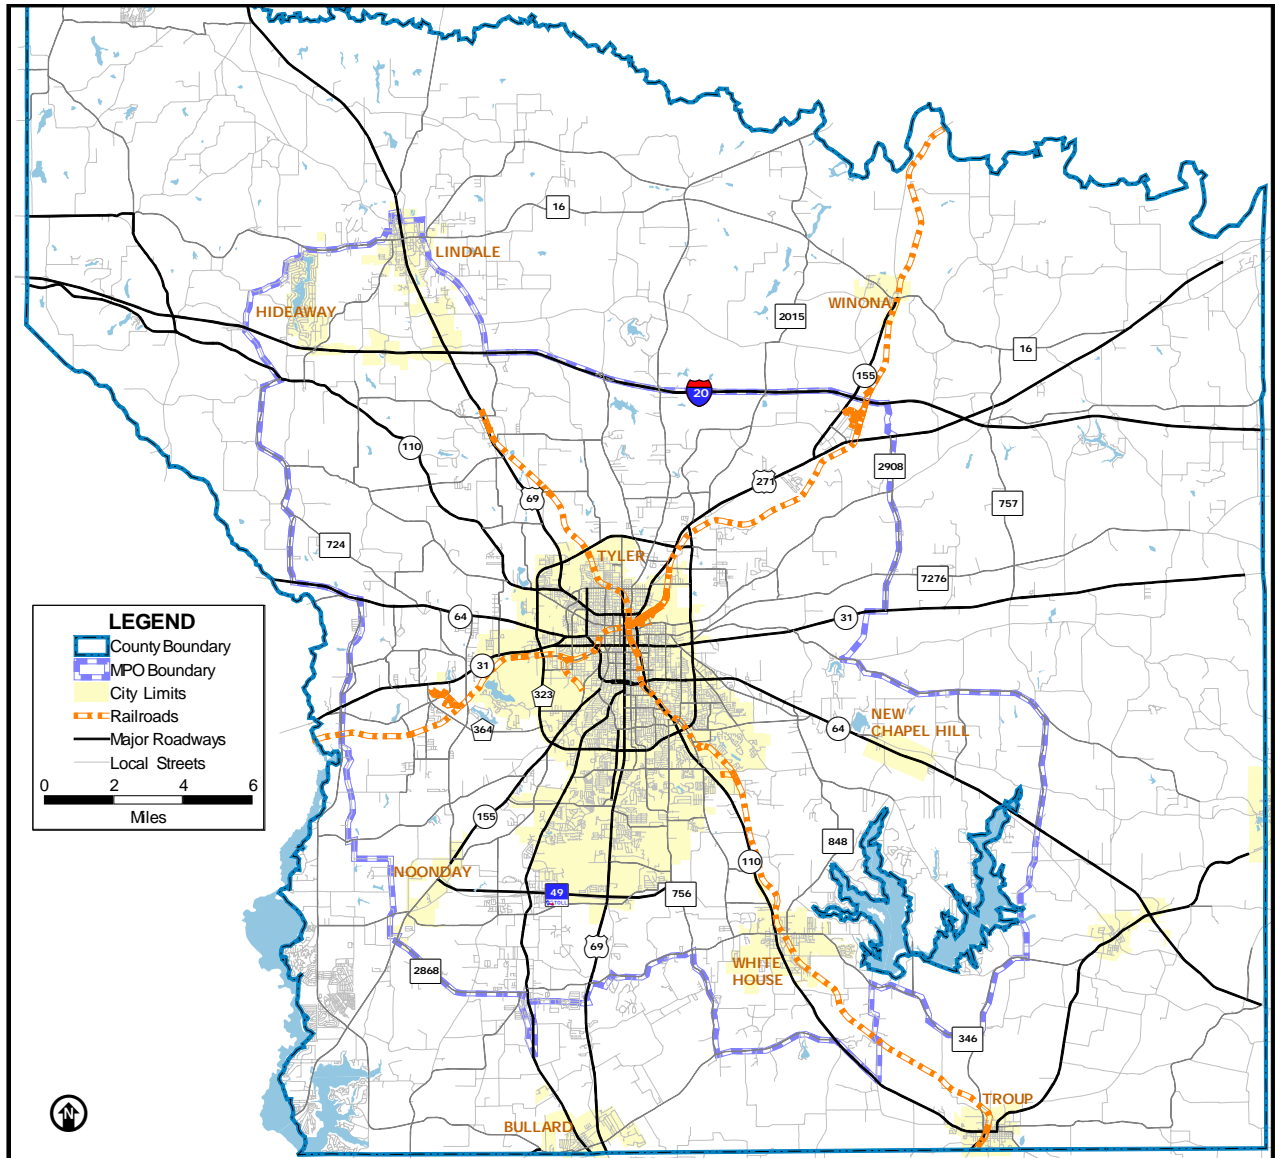 16
LINDALE
HIDEAWAY
WINONA
2015
16
155
20
110
2908
271
69
757
724
TYLER
7276
64
31
31
323
364
NEW
CHAPEL HILL
64
155
848
110
NOONDAY
49
756
69
WHITE
HOUSE
2868
346
TROUP
BULLARD
LEGEND
County Boundary
MPO Boundary
City Limits
Railroads
Major Roadways
Local Streets
0 2 4 6
Miles
N